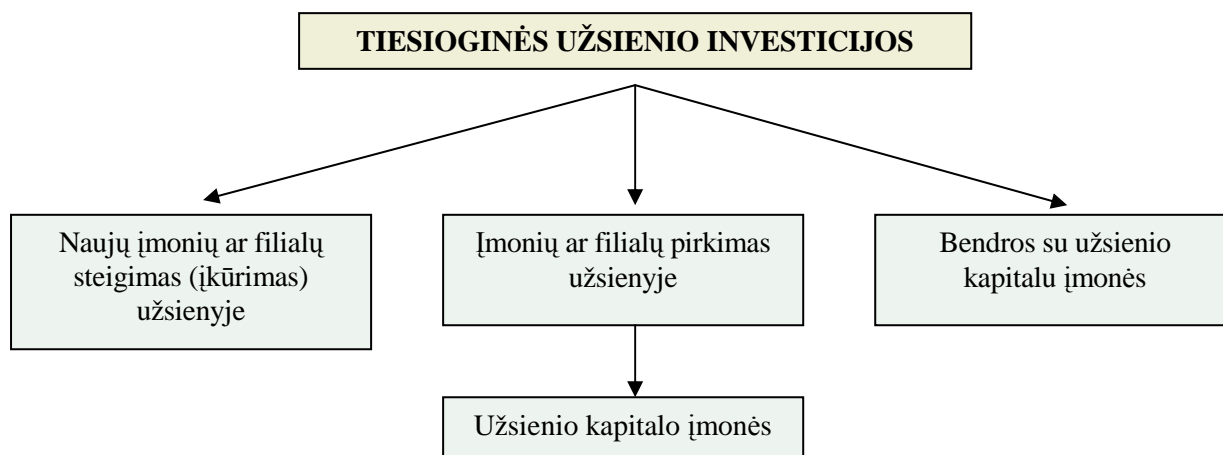 TIESIOGINĖS UŽSIENIO INVESTICIJOS
Naujų įmonių ar filialų
steigimas (įkūrimas)
užsienyje
Įmonių ar filialų pirkimas
užsienyje
Bendros su užsienio
kapitalu įmonės
Užsienio kapitalo įmonės